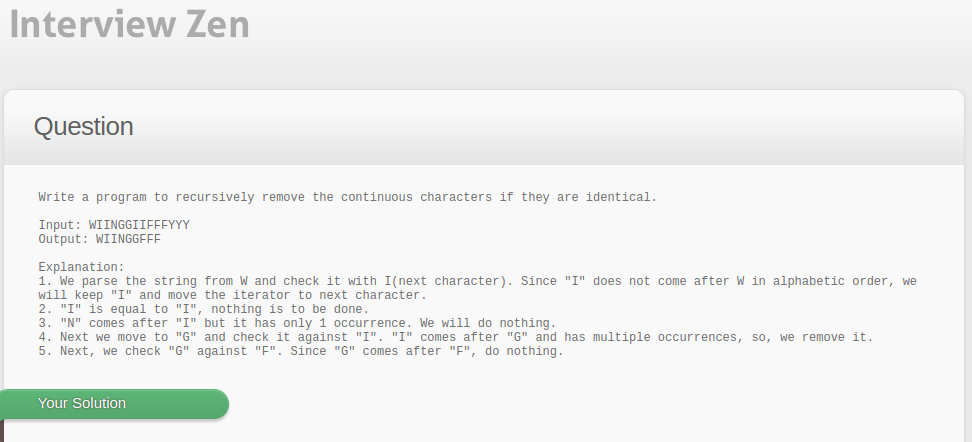 Interview Zen
Question
Write a program to recursively remove the continuous characters if they are identical.
Input: WIINGGIIFFFYYY
Output: WIINGGFFF
Explanation:
1. We parse the string from W and check it with I(next character). Since "I" does not come after W in alphabetic order, we
will keep "I" and move the iterator to next character.
2. "I" is equal to "I", nothing is to be done.
3. "N" comes after "I" but it has only 1 occurrence. We will do nothing.
4. Next we move to "G" and check it against "I". "I" comes after "G" and has multiple occurrences, so, we remove it.
5. Next, we check "G" against "F". Since "G" comes after "F", do nothing.
Your Solution